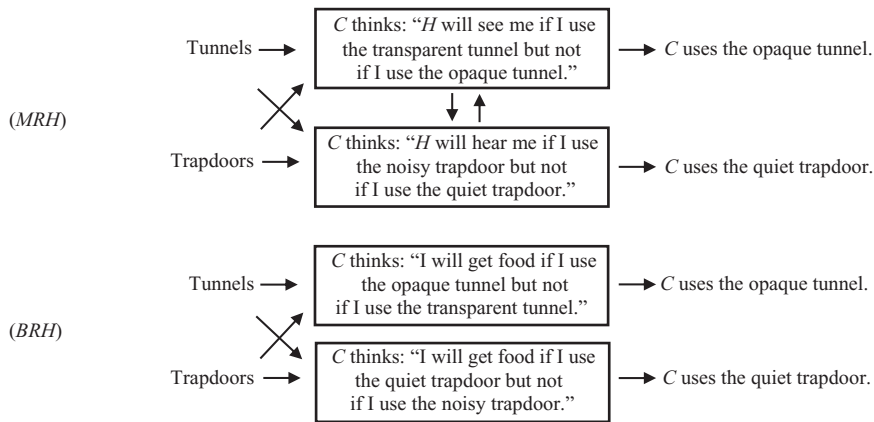 C thinks: “H will see me if I use
Tunnels
the transparent tunnel but not
C uses the opaque tunnel.
if I use the opaque tunnel.”
(MRH)
C thinks: “H will hear me if I use
Trapdoors
the noisy trapdoor but not
C uses the quiet trapdoor.
if I use the quiet trapdoor.”
C thinks: “I will get food if I use
Tunnels
the opaque tunnel but not
C uses the opaque tunnel.
if I use the transparent tunnel.”
(BRH)
C thinks: “I will get food if I use
Trapdoors
the quiet trapdoor but not
C uses the quiet trapdoor.
if I use the noisy trapdoor.”